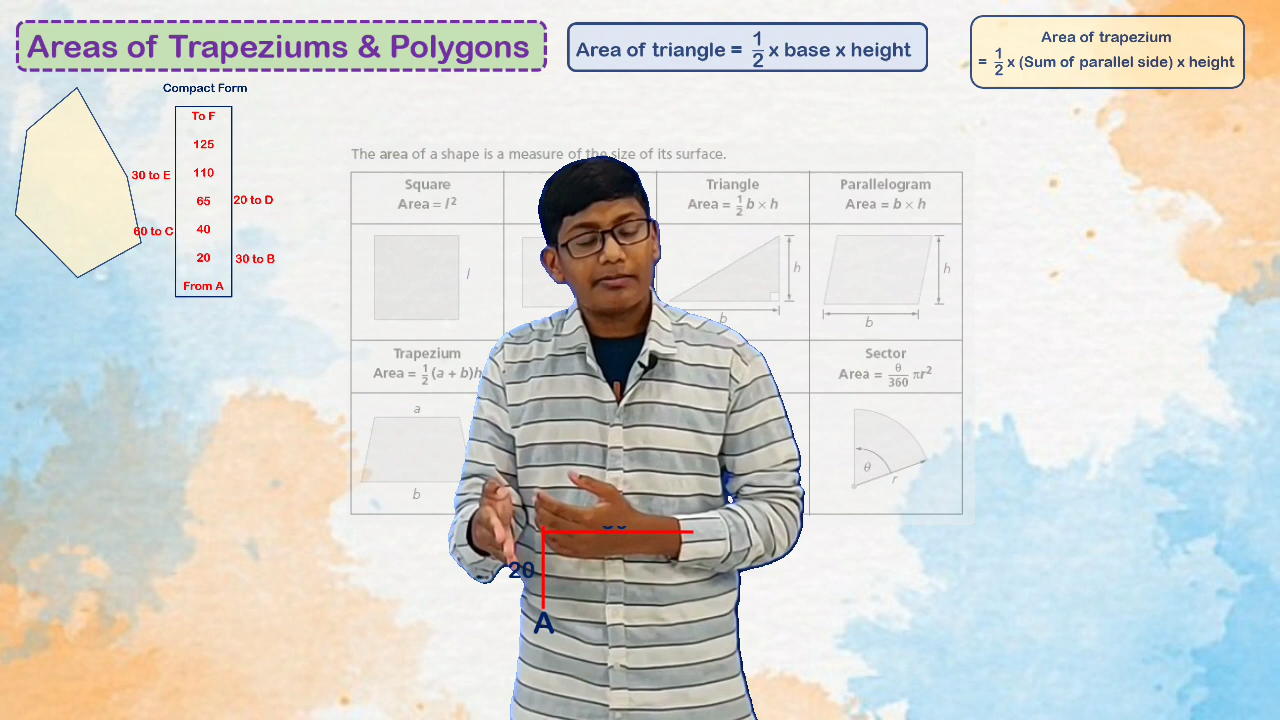 Areas of Trapeziums & Polygons
Area of triangle = 1/2 x base x height
Area of trapezium
= 1/2 x (Sum of parallel side) x height
Compact Form
To F
125
110
30 to E
65
20 to D
40
60 to C
20
30 to B
From A
The area of a shape is a measure of the size of its surface.
Square
Area = l²
Triangle
Area = 1/2 b × h
Parallelogram
Area = b × h
l
h
b
h
b
Trapezium
Area = 1/2 (a + b)h
Sector
Area = θ/360 πr²
a
b
θ
r
20
A